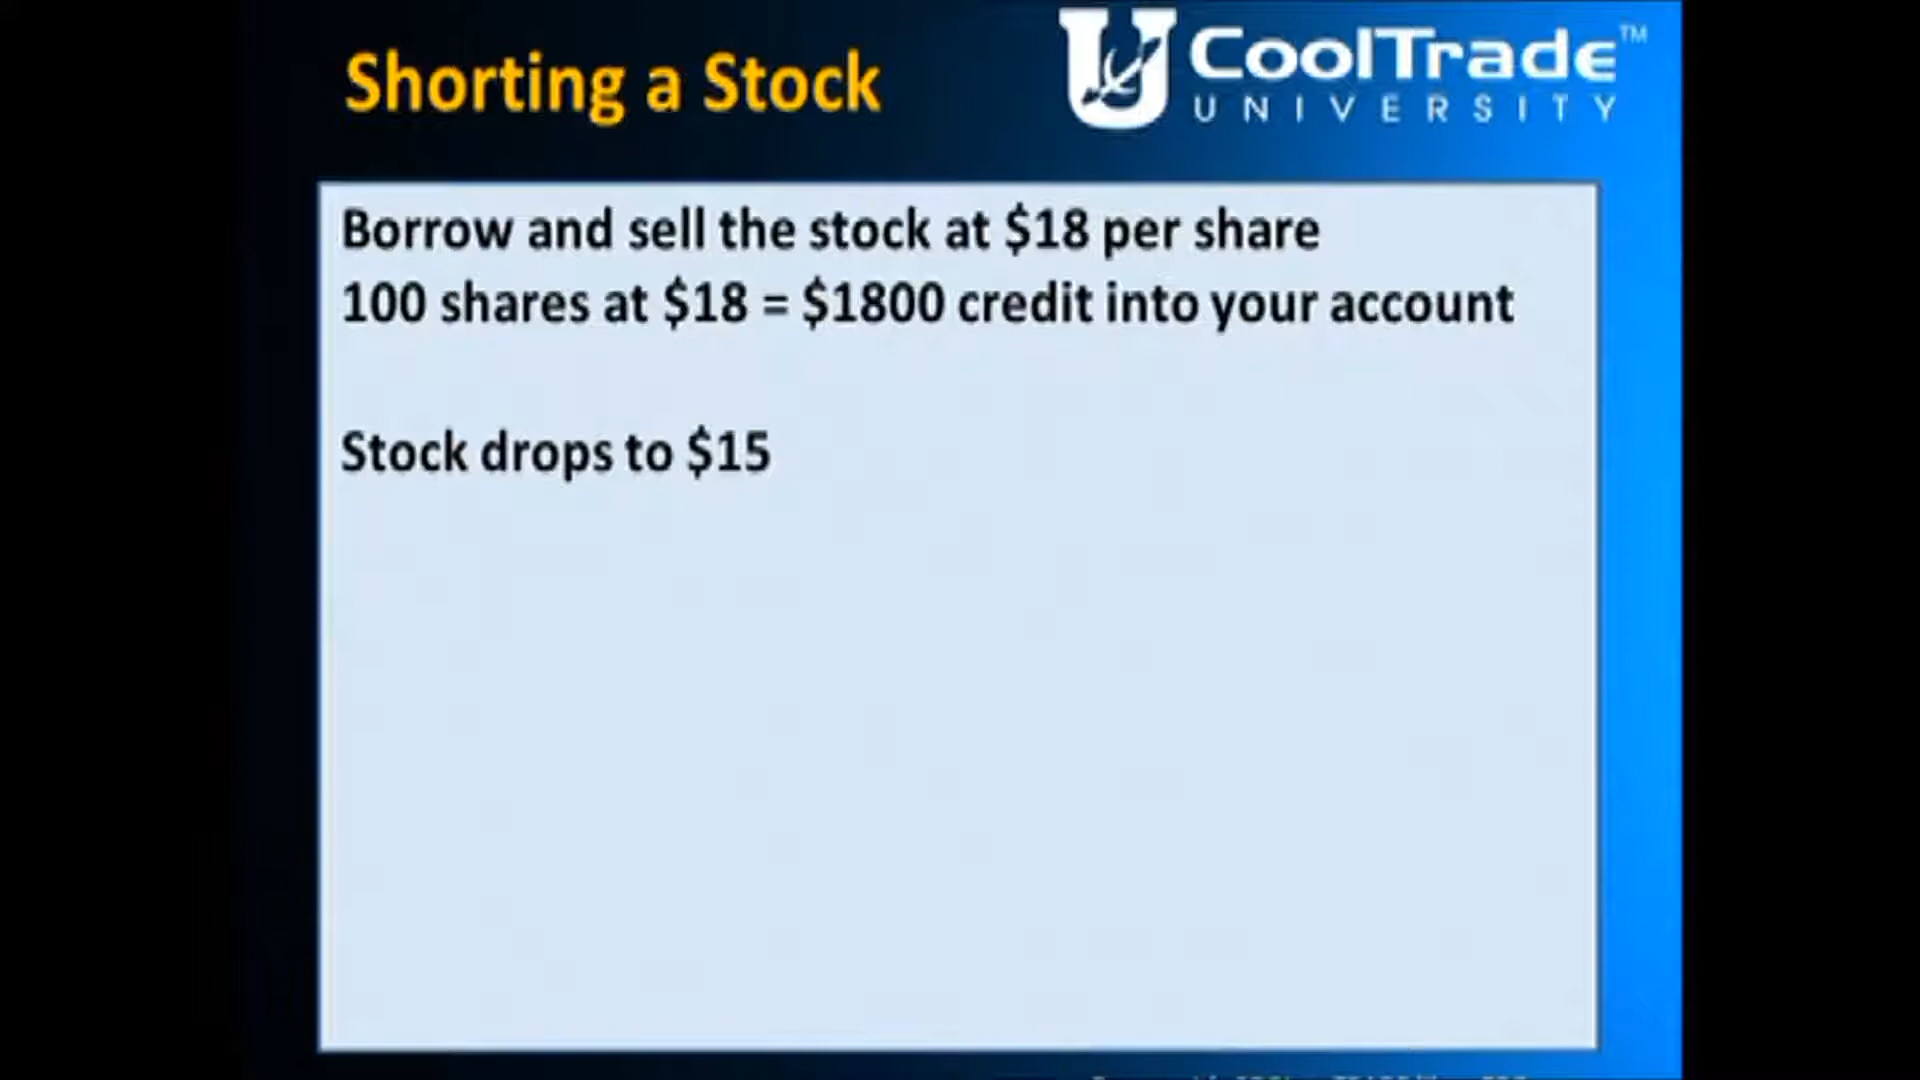 Shorting a Stock
U CoolTrade™
UNIVERSITY
Borrow and sell the stock at $18 per share
100 shares at $18 = $1800 credit into your account
Stock drops to $15